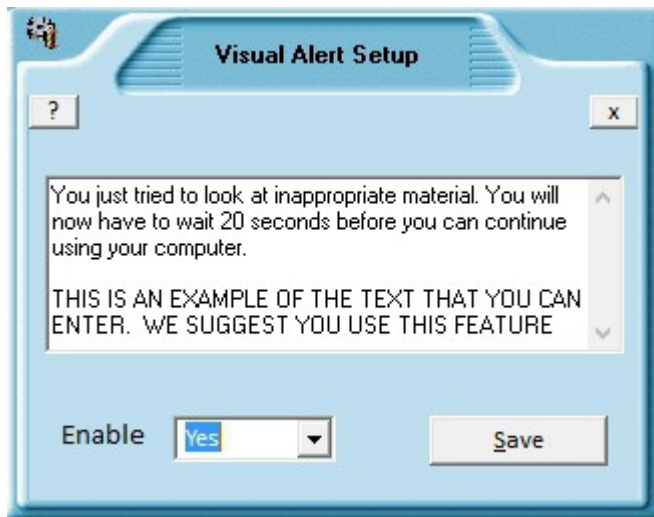 Visual Alert Setup
?
x
You just tried to look at inappropriate material. You will
now have to wait 20 seconds before you can continue
using your computer.
THIS IS AN EXAMPLE OF THE TEXT THAT YOU CAN
ENTER.  WE SUGGEST YOU USE THIS FEATURE
Enable
Yes
Save